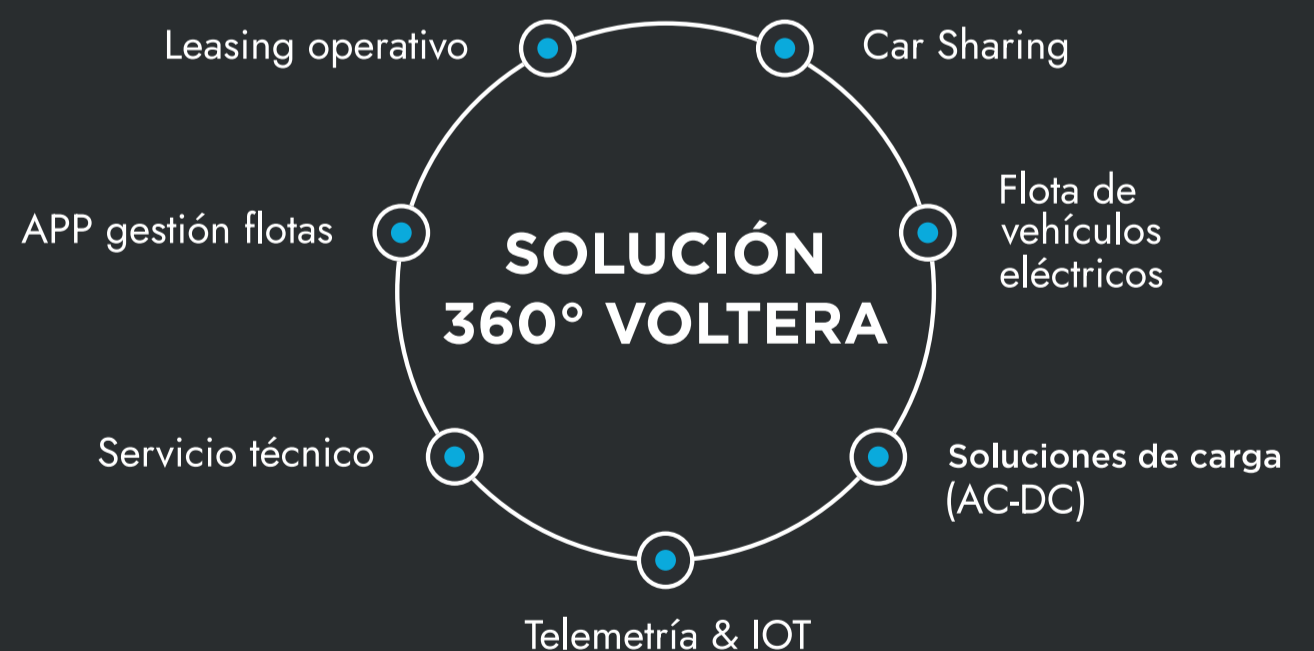 Leasing operativo
Car Sharing
APP gestión flotas
SOLUCIÓN
360° VOLTERA
Flota de
vehículos
eléctricos
Servicio técnico
Soluciones de carga
(AC-DC)
Telemetría & IOT